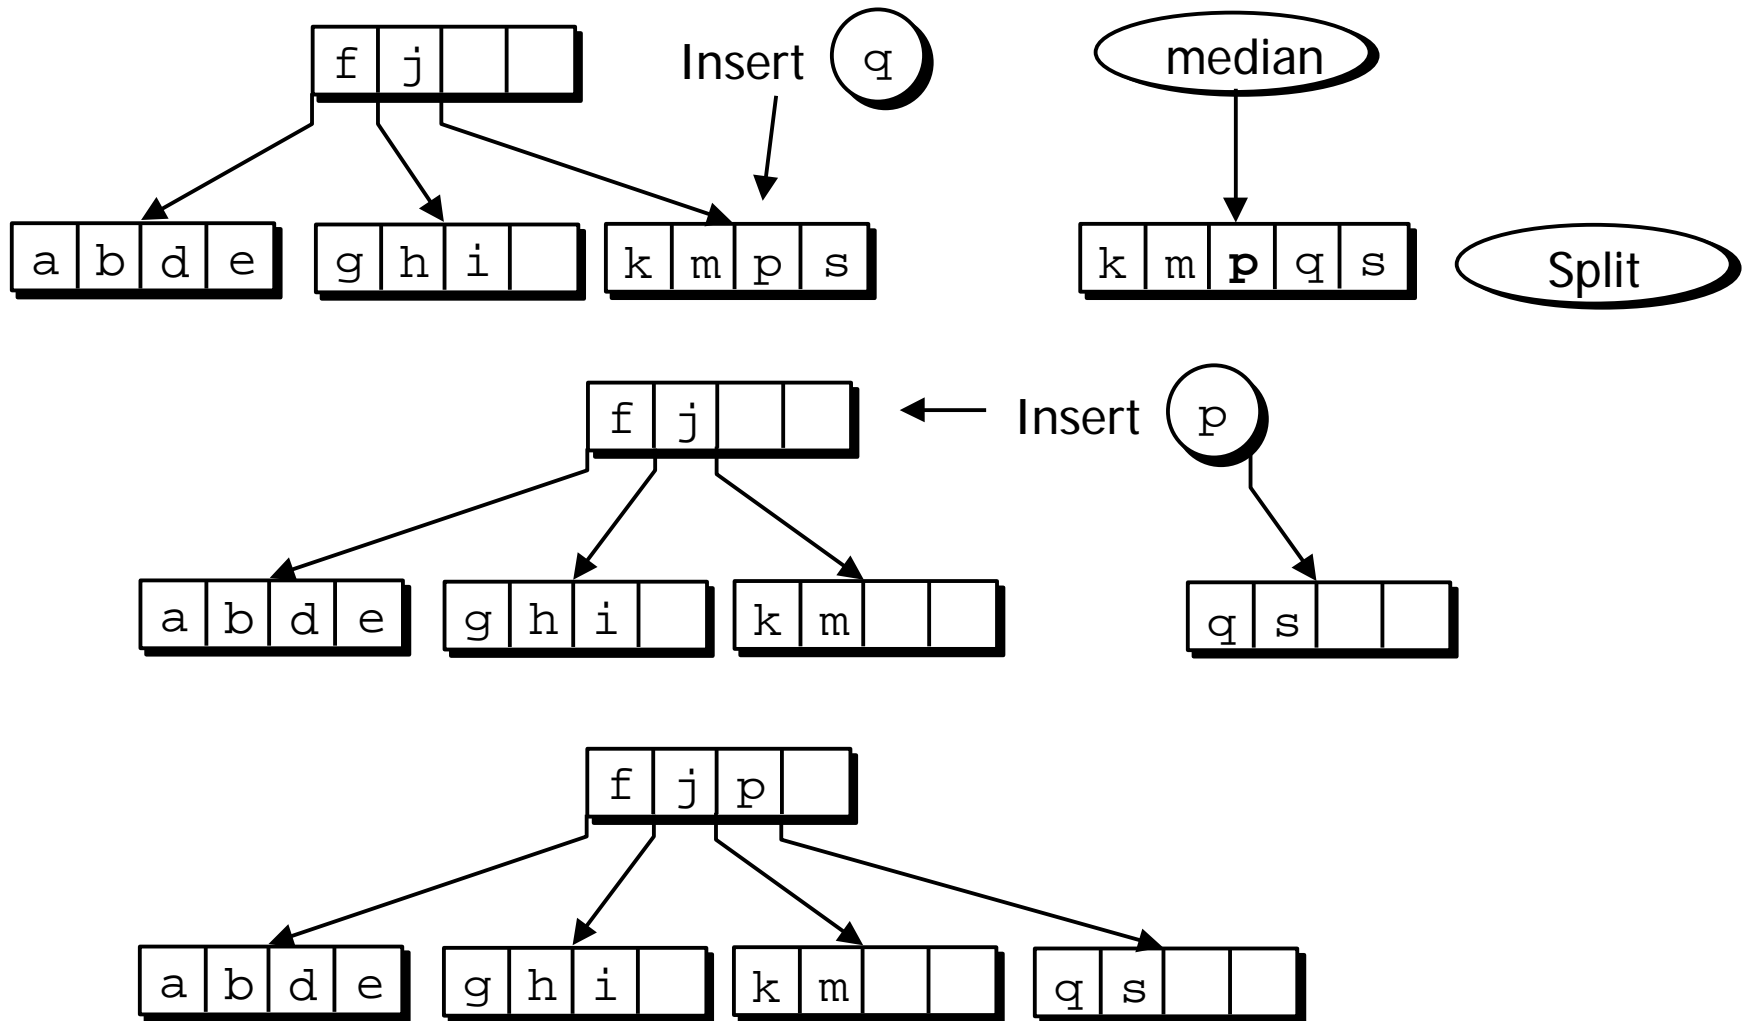 f j
Insert q
median
a b d e
g h i
k m p s
k m p q s
Split
f j
Insert p
a b d e
g h i
k m
q s
f j p
a b d e
g h i
k m
q s